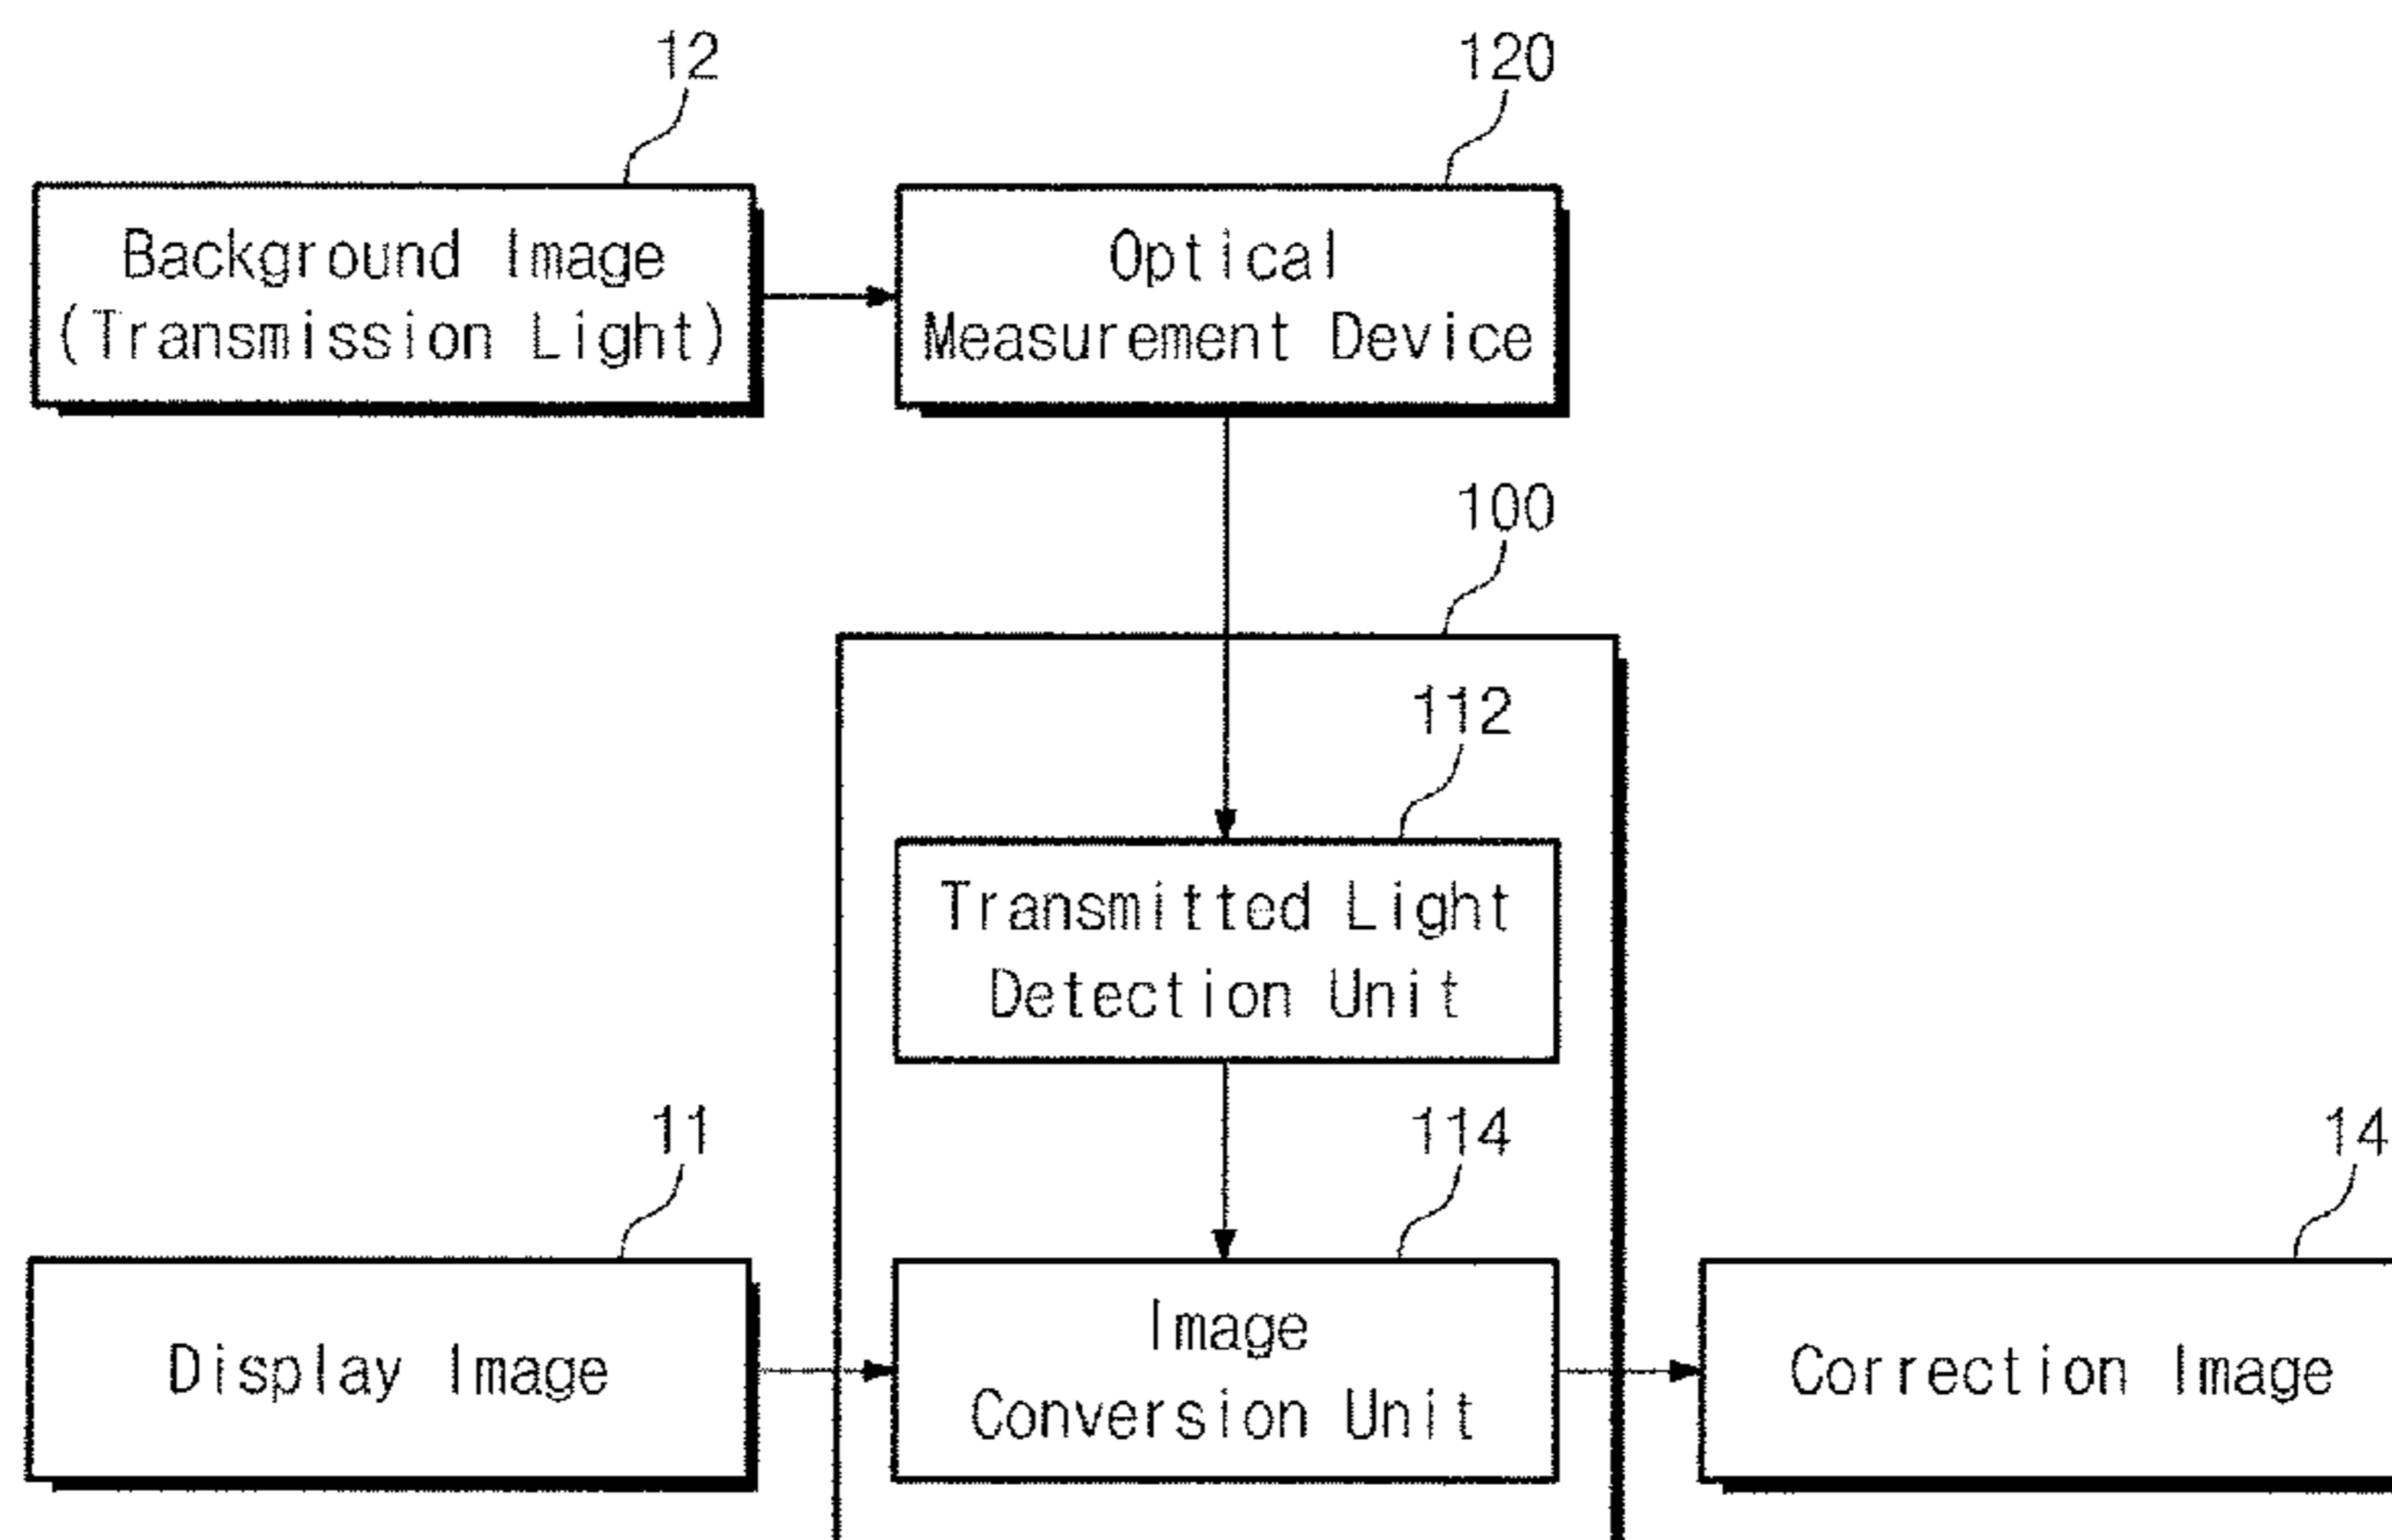 12
120
Background Image
(Transmission Light)
Optical
Measurement Device
100
112
Transmitted Light
Detection Unit
11
114
14
Display Image
Image
Conversion Unit
Correction Image